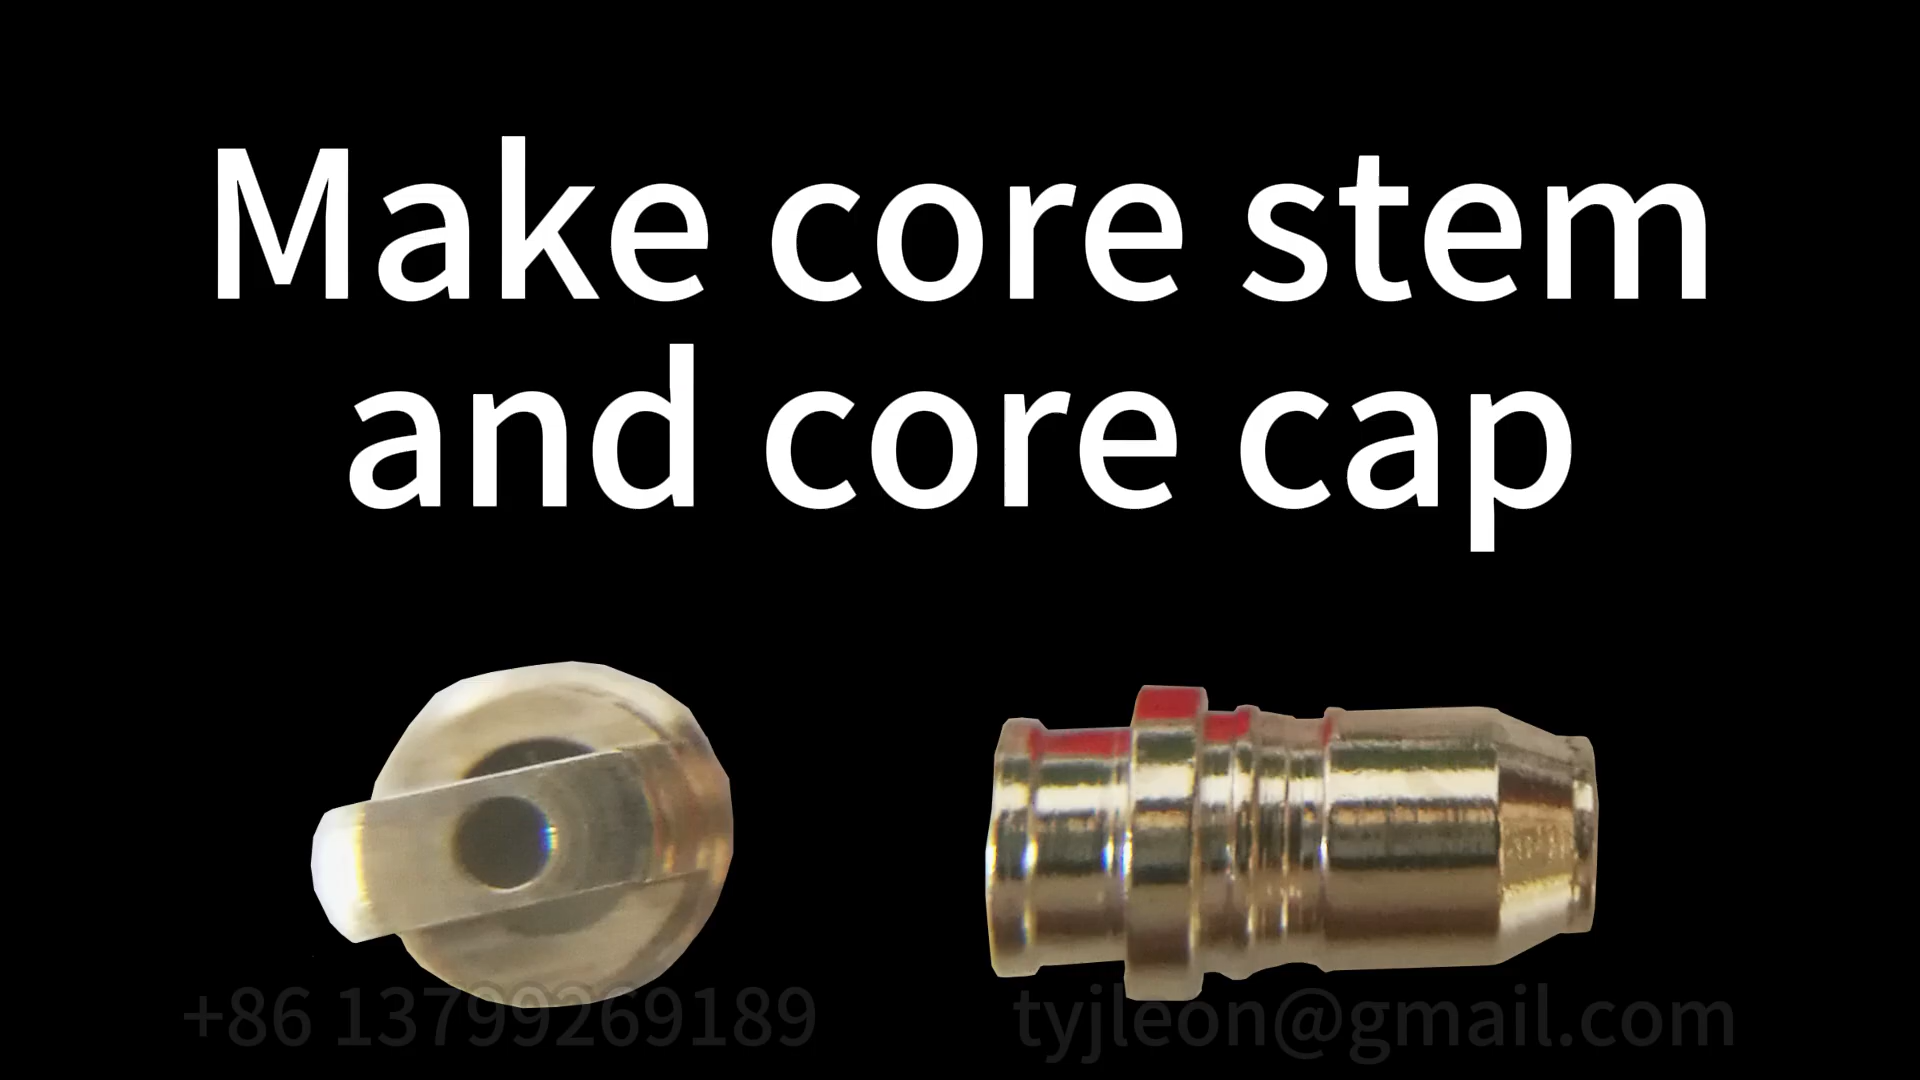 Make core stem
and core cap
+86 13799269189
tyjleon@gmail.com